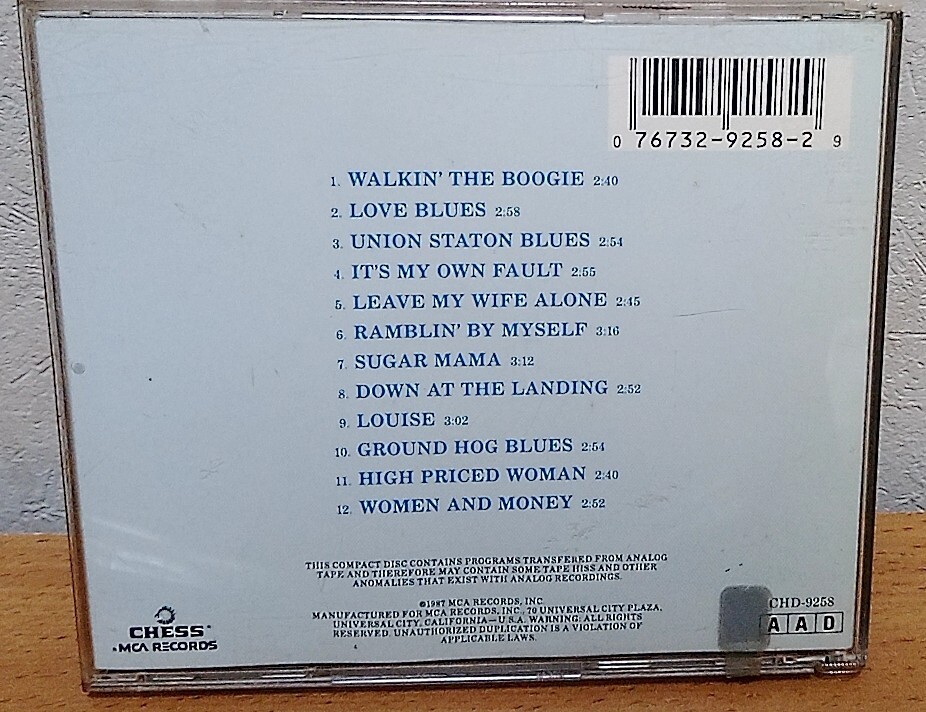 0 76732-9258-2 9
1. WALKIN' THE BOOGIE 2:40
2. LOVE BLUES 2:58
3. UNION STATON BLUES 2:54
4. IT'S MY OWN FAULT 2:55
5. LEAVE MY WIFE ALONE 2:45
6. RAMBLIN' BY MYSELF 3:16
7. SUGAR MAMA 3:12
8. DOWN AT THE LANDING 2:52
9. LOUISE 3:02
10. GROUND HOG BLUES 2:54
11. HIGH PRICED WOMAN 2:40
12. WOMEN AND MONEY 2:52
THIS COMPACT DISC CONTAINS PROGRAMS TRANSFERED FROM ANALOG
TAPE AND THEREFORE MAY CONTAIN SOME TAPE HISS AND OTHER
ANOMALIES THAT EXIST WITH ANALOG RECORDINGS.
©1987 MCA RECORDS, INC.
MANUFACTURED FOR MCA RECORDS, INC., 70 UNIVERSAL CITY PLAZA,
UNIVERSAL CITY, CALIFORNIA—U.S.A. WARNING: ALL RIGHTS
RESERVED. UNAUTHORIZED DUPLICATION IS A VIOLATION OF
APPLICABLE LAWS.
CHESS
MCA RECORDS
CHD-9258
A A D